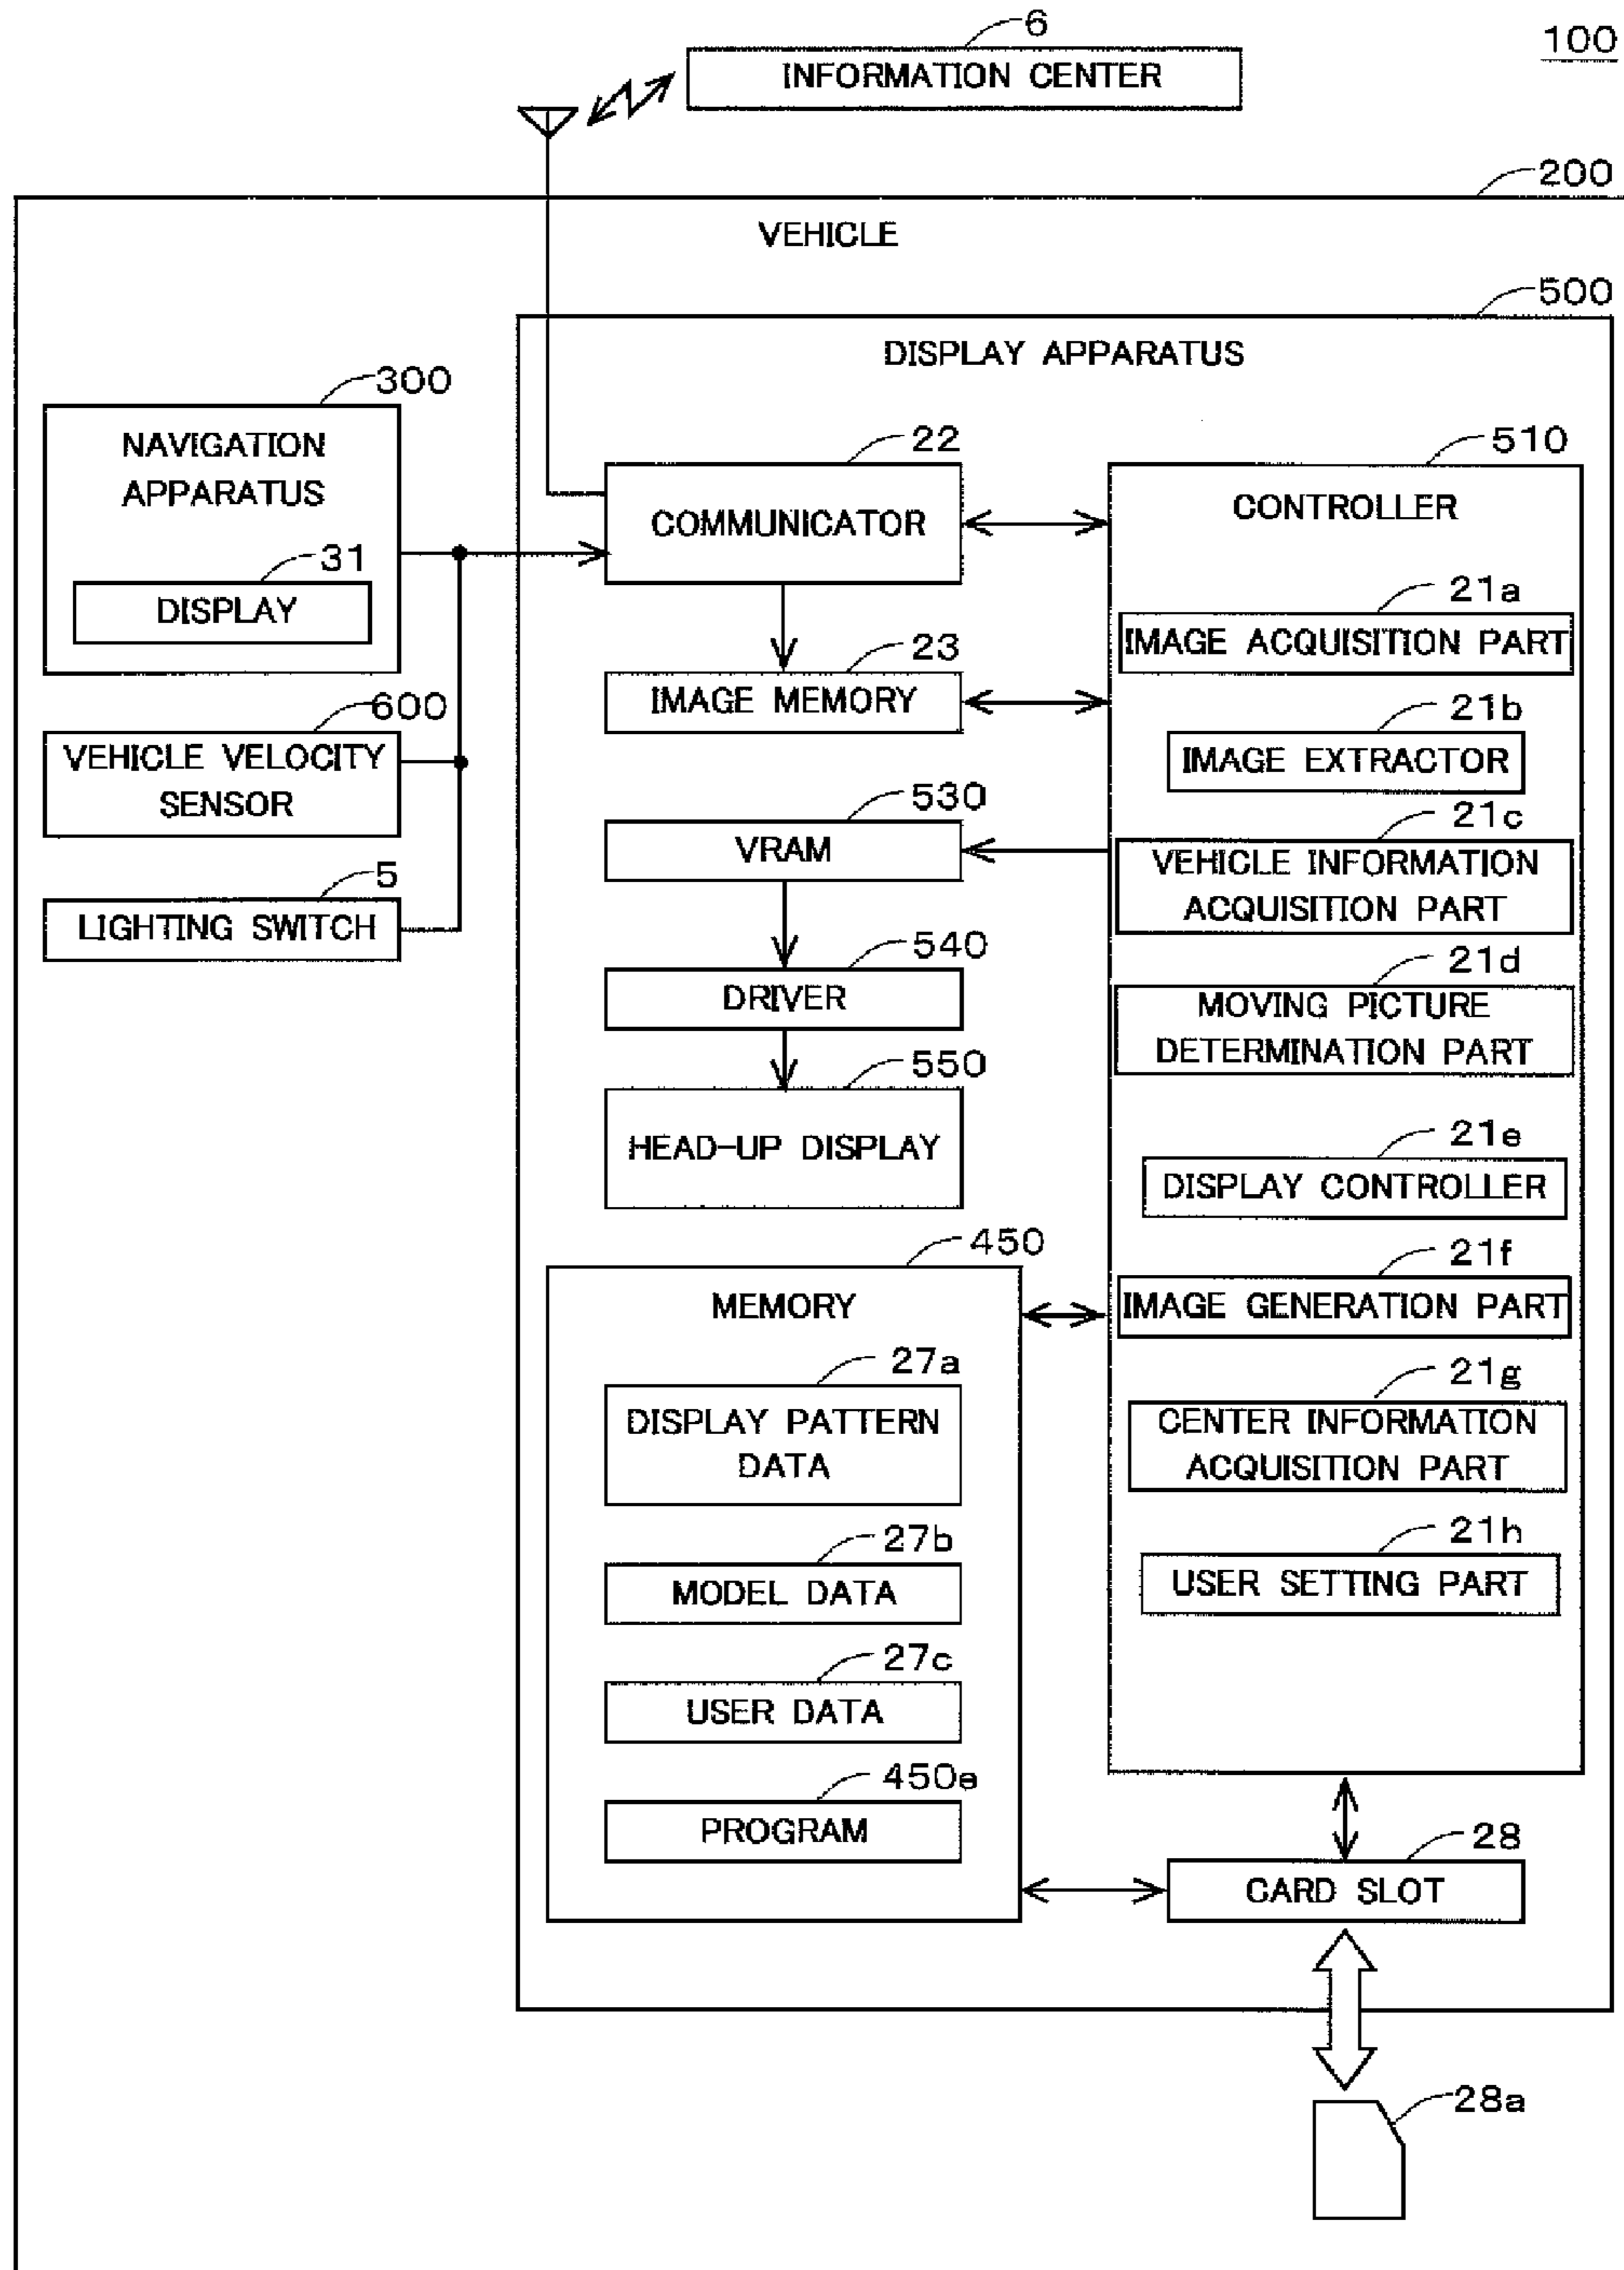 100
6
INFORMATION CENTER
200
VEHICLE
500
DISPLAY APPARATUS
300
NAVIGATION
APPARATUS
31
DISPLAY
600
VEHICLE VELOCITY
SENSOR
5
LIGHTING SWITCH
22
COMMUNICATOR
23
IMAGE MEMORY
530
VRAM
540
DRIVER
550
HEAD-UP DISPLAY
450
MEMORY
27a
DISPLAY PATTERN
DATA
27b
MODEL DATA
27c
USER DATA
450e
PROGRAM
510
CONTROLLER
21a
IMAGE ACQUISITION PART
21b
IMAGE EXTRACTOR
21c
VEHICLE INFORMATION
ACQUISITION PART
21d
MOVING PICTURE
DETERMINATION PART
21e
DISPLAY CONTROLLER
21f
IMAGE GENERATION PART
21g
CENTER INFORMATION
ACQUISITION PART
21h
USER SETTING PART
28
CARD SLOT
28a